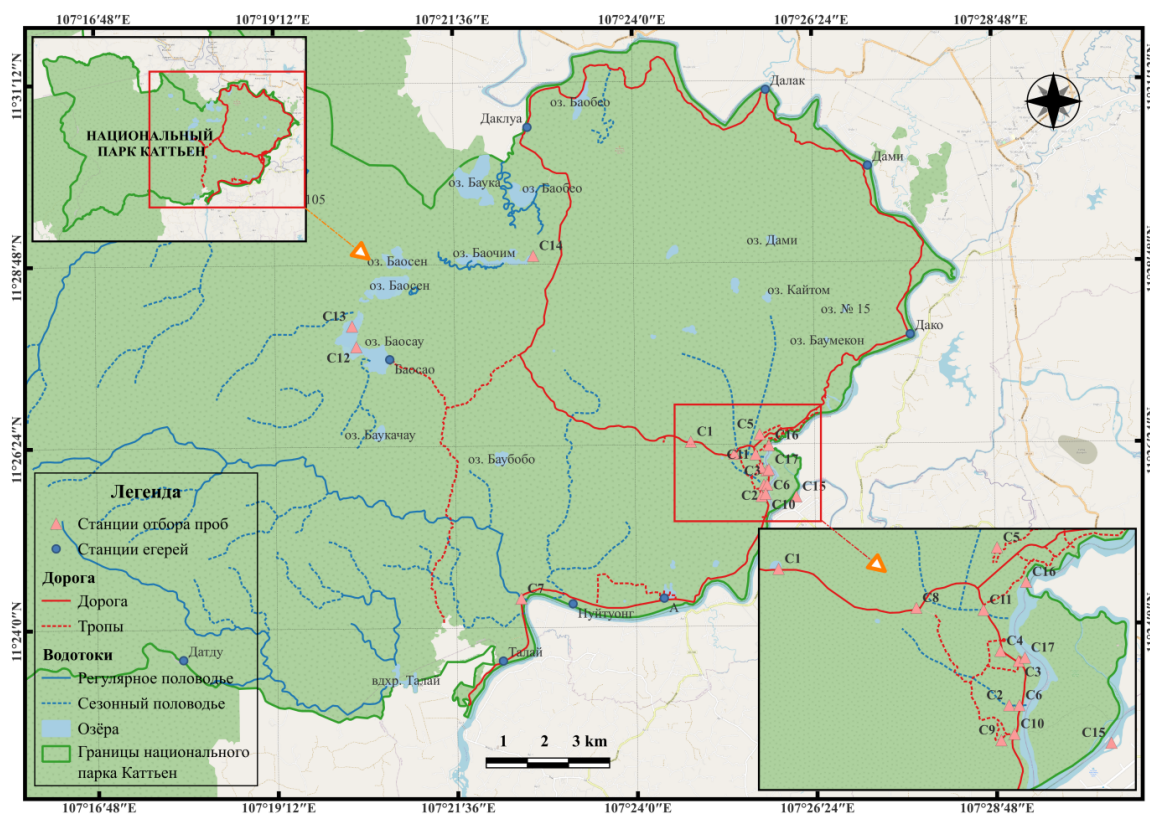 107°16′48″E
107°19′12″E
107°21′36″E
107°24′0″E
107°26′24″E
107°28′48″E
11°31′12″N
11°28′48″N
11°26′24″N
11°24′0″N
НАЦИОНАЛЬНЫЙ
ПАРК КАТТЬЕН
105
оз. Баобео
Далак
Даклуа
Дами
оз. Баука
оз. Баобео
оз. Дами
C14
оз. Баочим
оз. Баосен
оз. Баосен
оз. Кайтом
оз. № 15
C13
оз. Баосау
C12
Ваосао
оз. Баумекон
Дако
оз. Баукачау
оз. Баубобо
C1
C5
C16
C11
C17
C3
C6
C2
C15
C10
C7
Нуйтуонг
А
Датду
Талай
вдхр. Талай
1 2 3 km
Легенда
Станции отбора проб
Станции егерей
Дорога
Дорога
Тропы
Водотоки
Регулярное половодье
Сезонный половодье
Озёра
Границы национального
парка Каттьен
C1
C5
C16
C8
C11
C4
C17
C3
C2
C6
C9
C10
C15
107°16′48″E
107°19′12″E
107°21′36″E
107°24′0″E
107°26′24″E
107°28′48″E